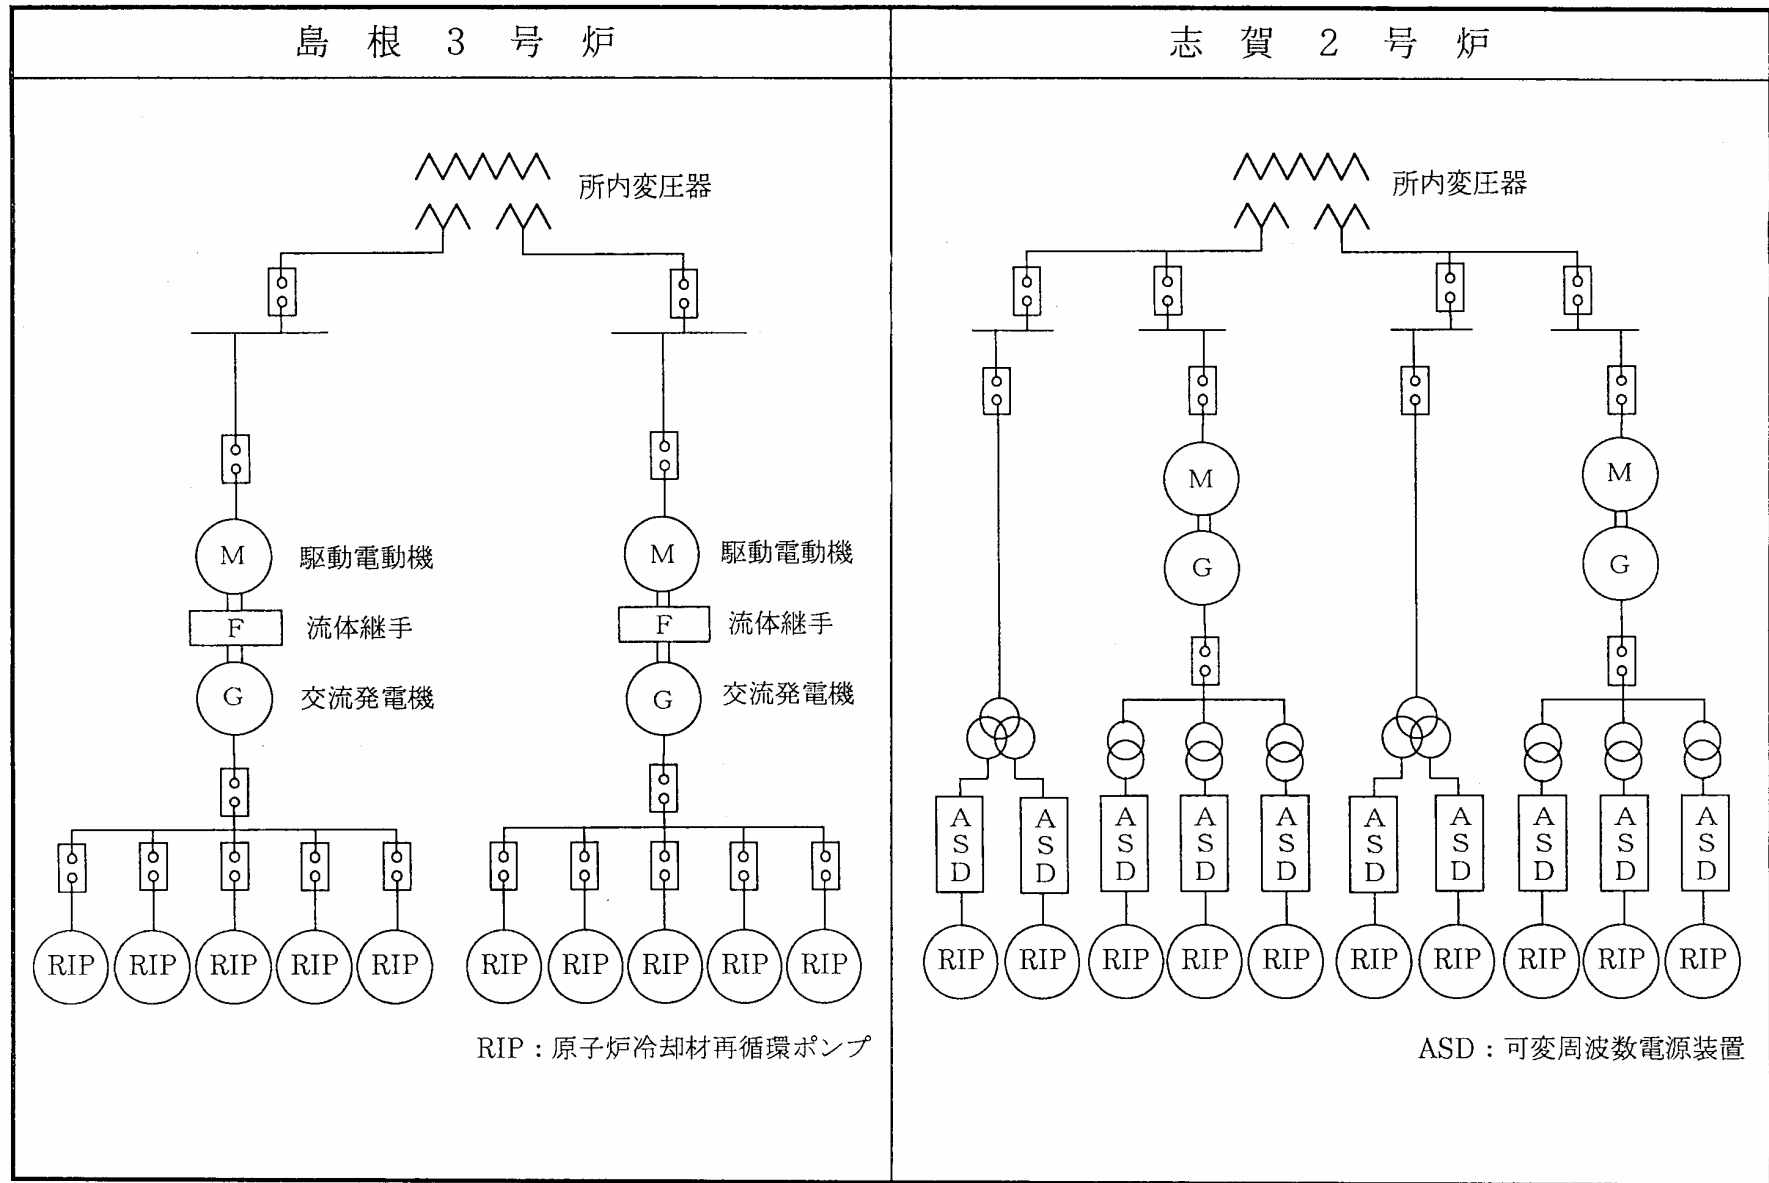 島根3号炉
志賀2号炉
所内変圧器
M 駆動電動機 M 駆動電動機
F 流体継手 F 流体継手
G 交流発電機 G 交流発電機
RIP RIP RIP RIP RIP RIP RIP RIP RIP RIP
RIP:原子炉冷却材再循環ポンプ
所内変圧器
M M
G G
ASD ASD ASD ASD ASD ASD ASD ASD ASD ASD
RIP RIP RIP RIP RIP RIP RIP RIP RIP RIP
ASD:可変周波数電源装置